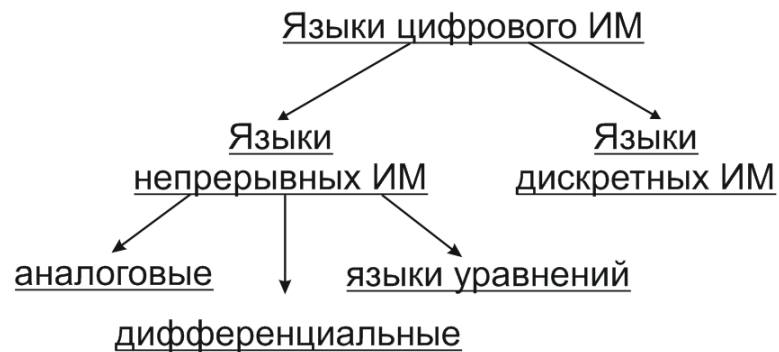 Языки цифрового ИМ
Языки
непрерывных ИМ
Языки
дискретных ИМ
аналоговые
языки уравнений
дифференциальные